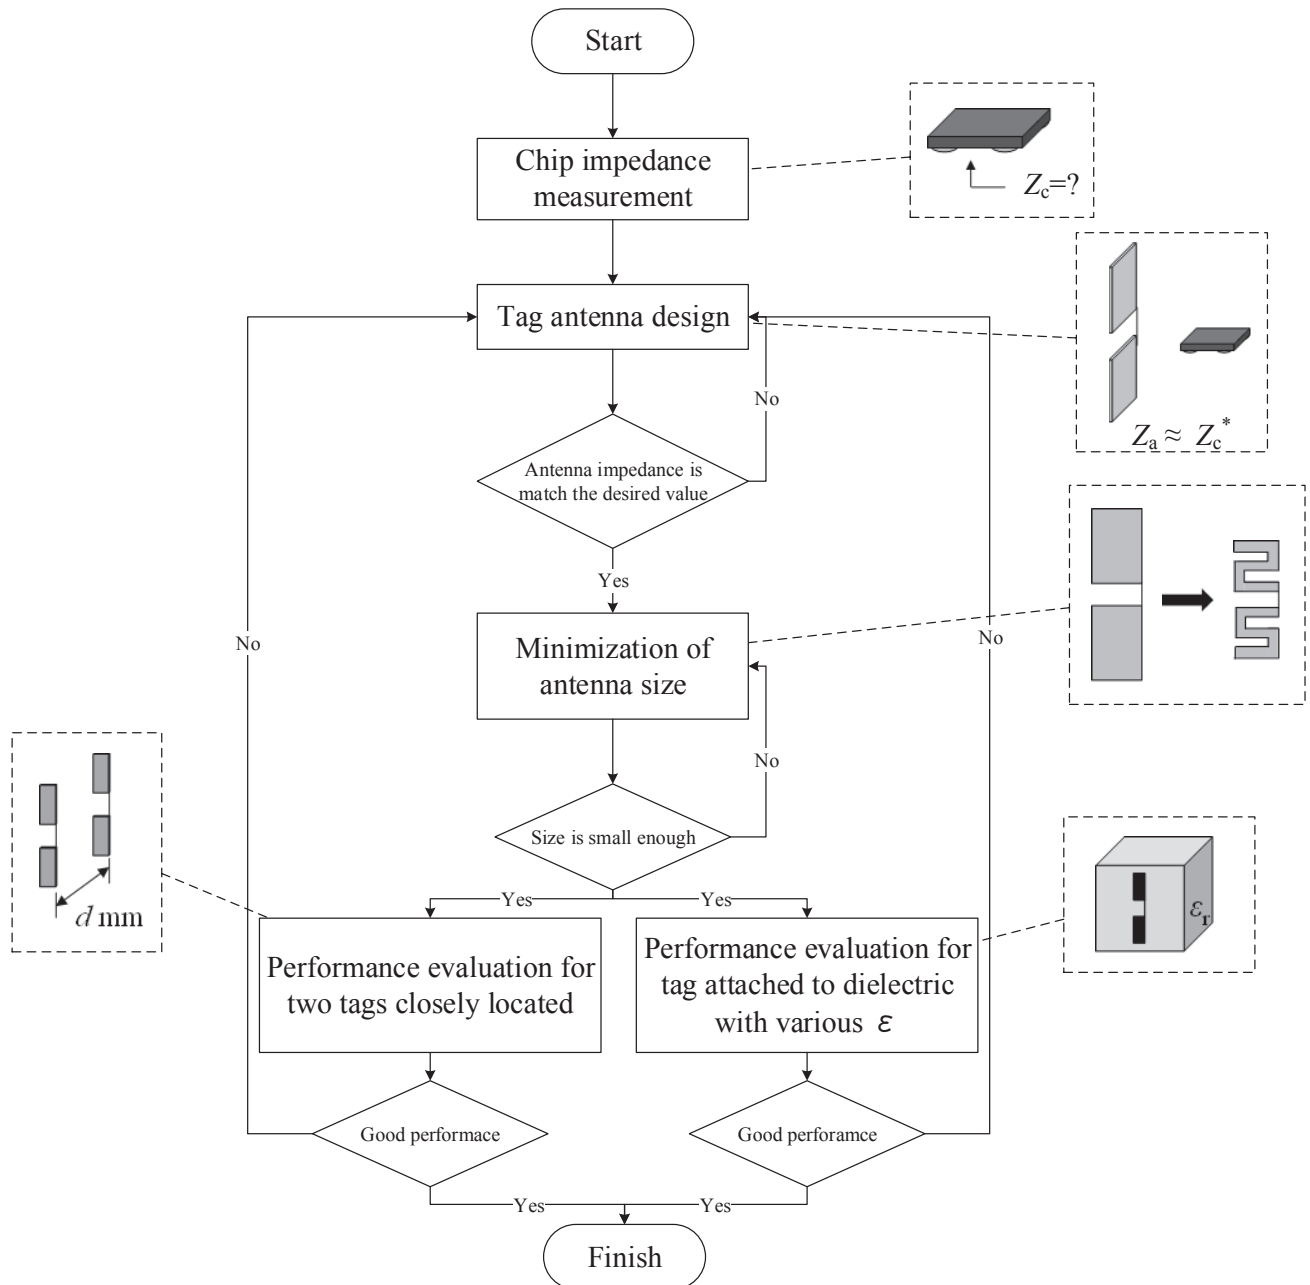 Start
Chip impedance
measurement
Zc=?
Tag antenna design
No
Za ≈ Zc*
Antenna impedance is
match the desired value
Yes
No
No
Minimization of
antenna size
No
d mm
Size is small enough
Yes
Yes
εr
Performance evaluation for
two tags closely located
Performance evaluation for
tag attached to dielectric
with various ε
Good performace
Good perforamce
Yes
Yes
Finish